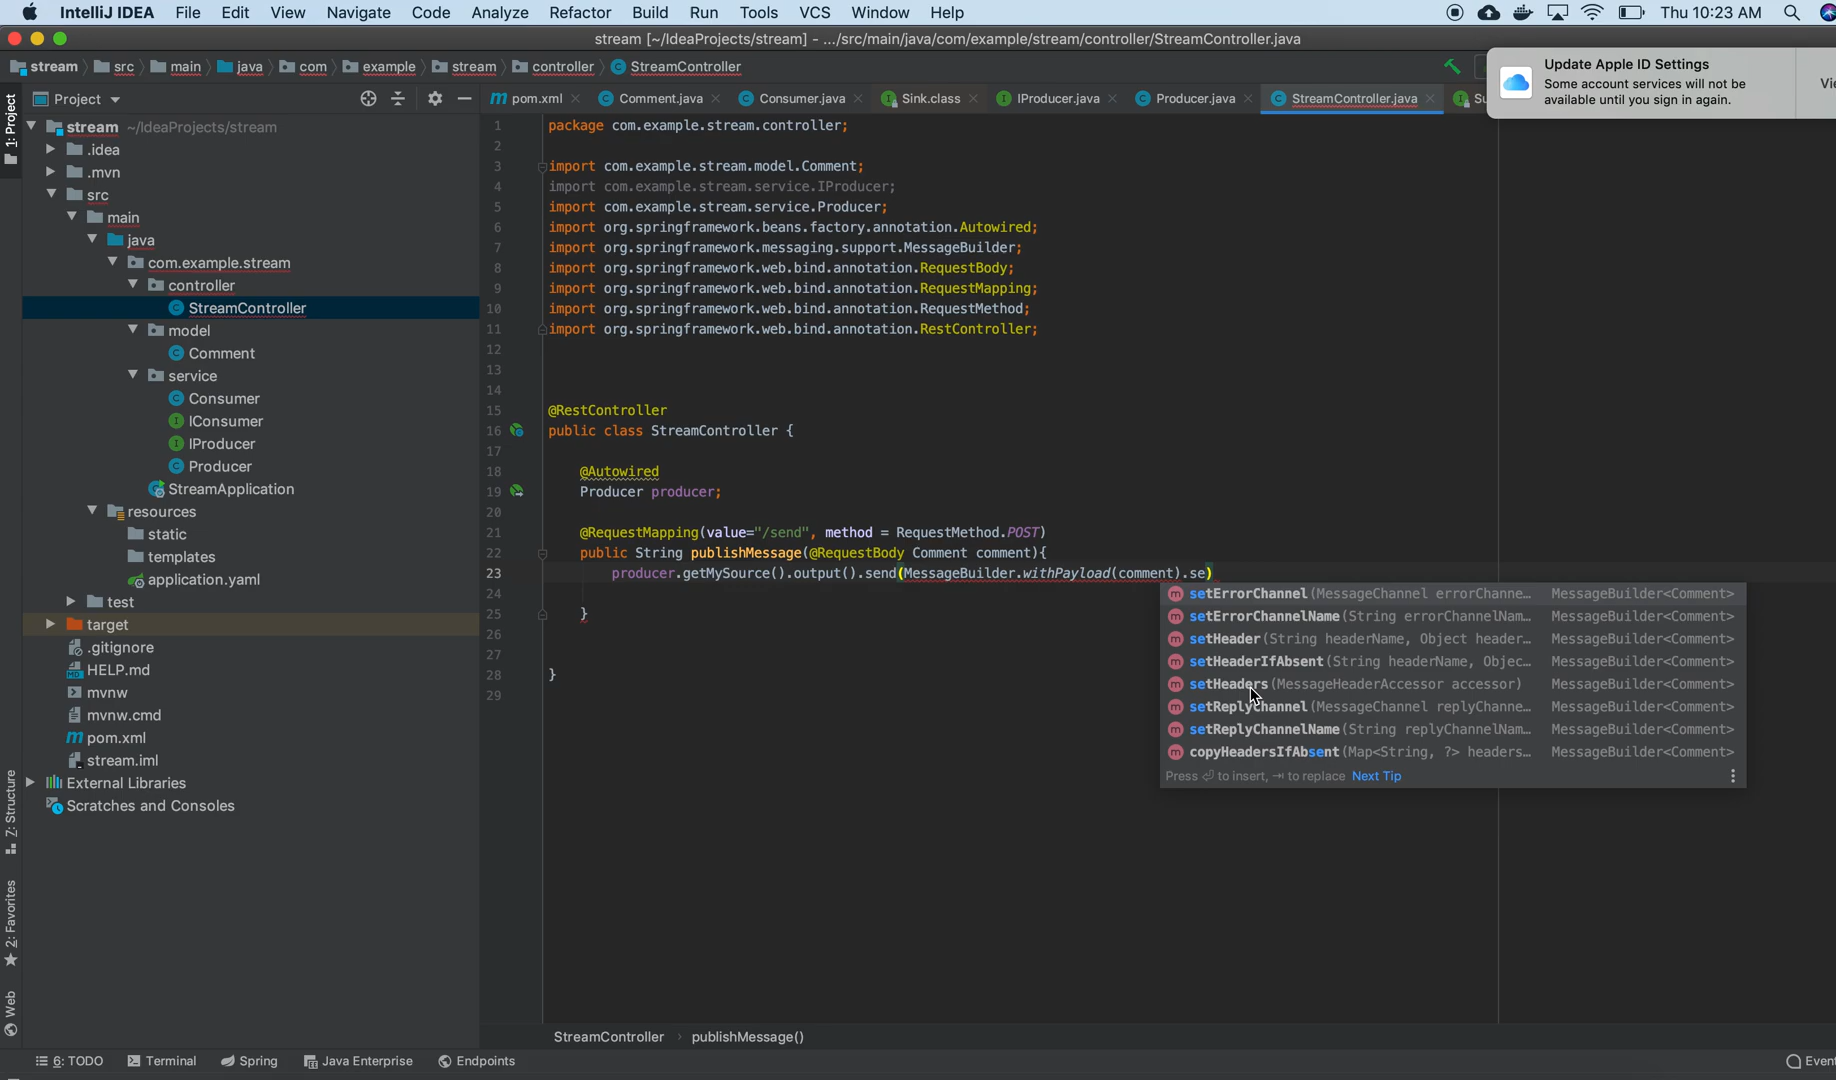 IntelliJ IDEA File Edit View Navigate Code Analyze Refactor Build Run Tools VCS Window Help Thu 10:23 AM
stream [~/IdeaProjects/stream] - .../src/main/java/com/example/stream/controller/StreamController.java
stream src main java com example stream controller StreamController
Update Apple ID Settings
Some account services will not be
available until you sign in again.
Project
pom.xml Comment.java Consumer.java Sink.class IProducer.java Producer.java StreamController.java
1: Project
Z: Structure
2: Favorites
Web
stream ~/IdeaProjects/stream
.idea
.mvn
src
main
java
com.example.stream
controller
StreamController
model
Comment
service
Consumer
IConsumer
IProducer
Producer
StreamApplication
resources
static
templates
application.yaml
test
target
.gitignore
HELP.md
mvnw
mvnw.cmd
pom.xml
stream.iml
External Libraries
Scratches and Consoles
1 package com.example.stream.controller;
2
3 import com.example.stream.model.Comment;
4 import com.example.stream.service.IProducer;
5 import com.example.stream.service.Producer;
6 import org.springframework.beans.factory.annotation.Autowired;
7 import org.springframework.messaging.support.MessageBuilder;
8 import org.springframework.web.bind.annotation.RequestBody;
9 import org.springframework.web.bind.annotation.RequestMapping;
10 import org.springframework.web.bind.annotation.RequestMethod;
11 import org.springframework.web.bind.annotation.RestController;
12
13
14
15 @RestController
16 public class StreamController {
17
18 @Autowired
19 Producer producer;
20
21 @RequestMapping(value="/send", method = RequestMethod.POST)
22 public String publishMessage(@RequestBody Comment comment){
23 producer.getMySource().output().send(MessageBuilder.withPayload(comment).se)
24
25 }
26
27
28 }
29
setErrorChannel(MessageChannel errorChanne... MessageBuilder<Comment>
setErrorChannelName(String errorChannelNam... MessageBuilder<Comment>
setHeader(String headerName, Object header... MessageBuilder<Comment>
setHeaderIfAbsent(String headerName, Objec... MessageBuilder<Comment>
setHeaders(MessageHeaderAccessor accessor) MessageBuilder<Comment>
setReplyChannel(MessageChannel replyChanne... MessageBuilder<Comment>
setReplyChannelName(String replyChannelNam... MessageBuilder<Comment>
copyHeadersIfAbsent(Map<String, ?> headers... MessageBuilder<Comment>
Press ⏎ to insert, ⇥ to replace Next Tip
StreamController › publishMessage()
6: TODO Terminal Spring Java Enterprise Endpoints